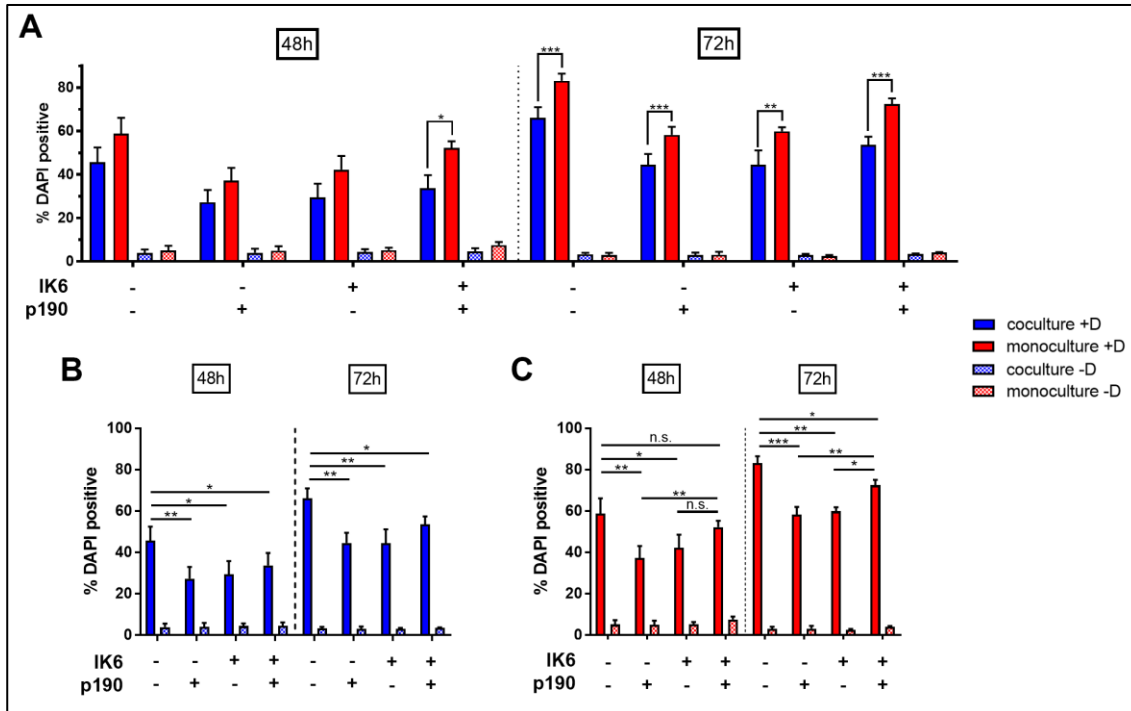 A
48h
72h
% DAPI positive
80
60
40
20
0
*
***
***
**
***
IK6 - - + + - - + +
p190 - + - + - + - +
coculture +D
monoculture +D
coculture -D
monoculture -D
B
48h
72h
% DAPI positive
100
80
60
40
20
0
*
*
**
*
**
**
IK6 - - + + - - + +
p190 - + - + - + - +
C
48h
72h
% DAPI positive
100
80
60
40
20
0
n.s.
*
**
**
n.s.
*
**
***
**
*
IK6 - - + + - - + +
p190 - + - + - + - +